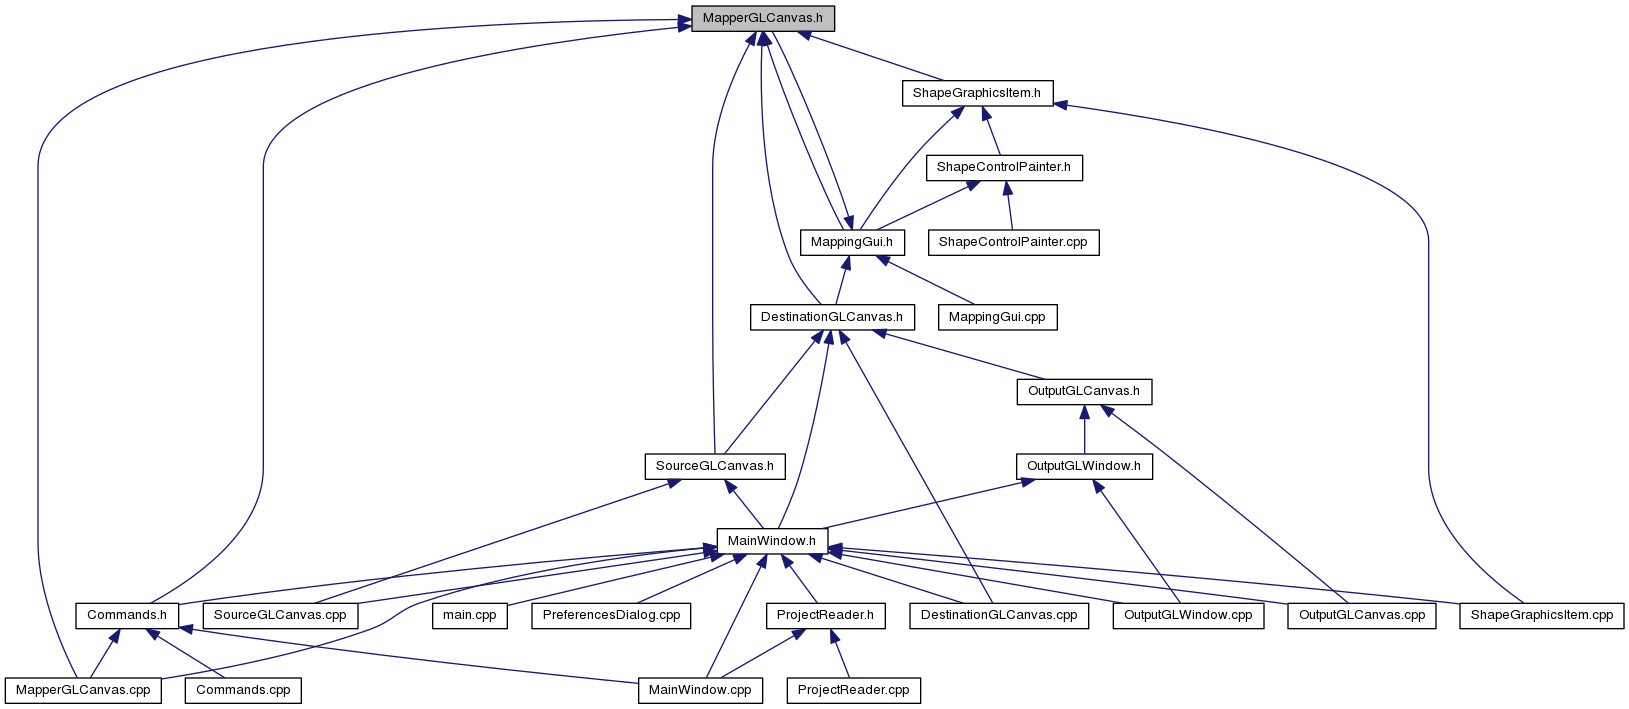 MapperGLCanvas.h
ShapeGraphicsItem.h
ShapeControlPainter.h
MappingGui.h
ShapeControlPainter.cpp
DestinationGLCanvas.h
MappingGui.cpp
OutputGLCanvas.h
SourceGLCanvas.h
OutputGLWindow.h
MainWindow.h
Commands.h
SourceGLCanvas.cpp
main.cpp
PreferencesDialog.cpp
ProjectReader.h
DestinationGLCanvas.cpp
OutputGLWindow.cpp
OutputGLCanvas.cpp
ShapeGraphicsItem.cpp
MapperGLCanvas.cpp
Commands.cpp
MainWindow.cpp
ProjectReader.cpp